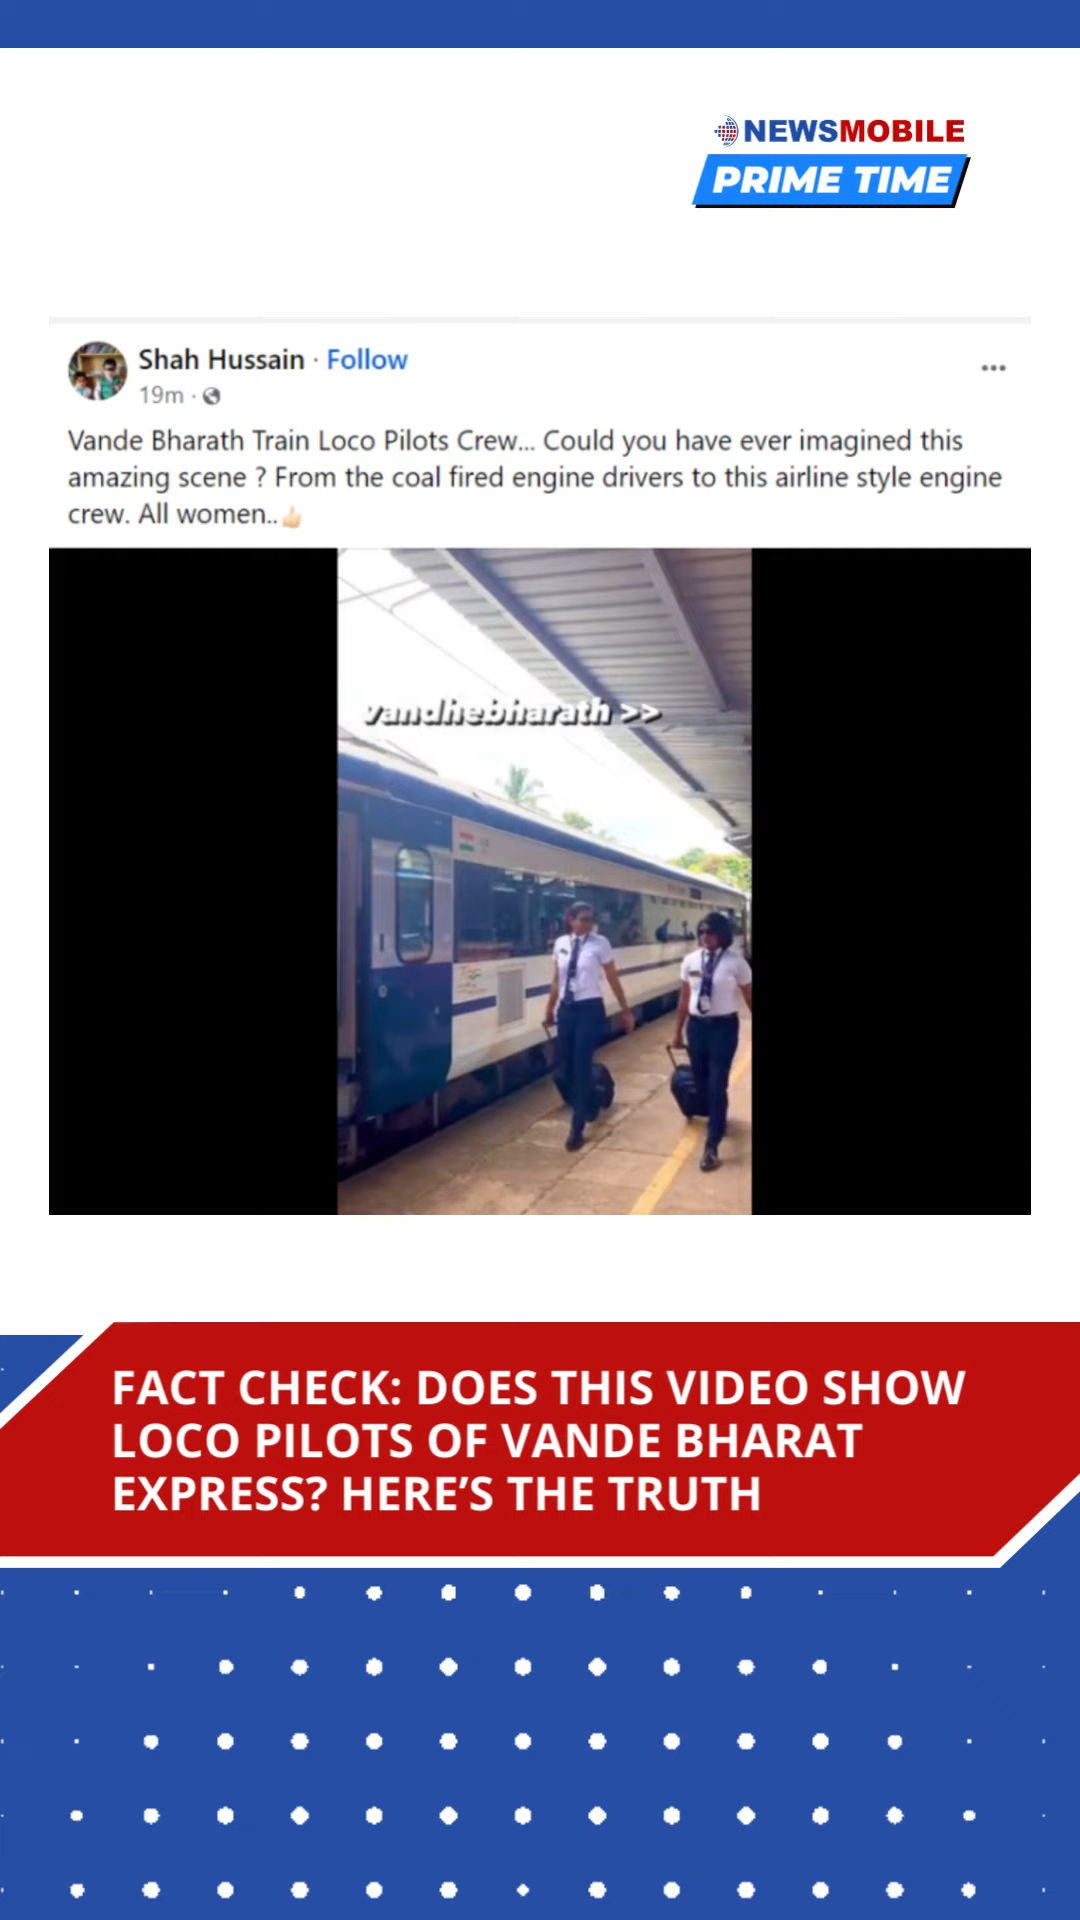 NEWSMOBILE
PRIME TIME
Shah Hussain · Follow
19m ·
Vande Bharath Train Loco Pilots Crew... Could you have ever imagined this
amazing scene ? From the coal fired engine drivers to this airline style engine
crew. All women..👍🏻
vandhebharath >>
FACT CHECK: DOES THIS VIDEO SHOW
LOCO PILOTS OF VANDE BHARAT
EXPRESS? HERE’S THE TRUTH